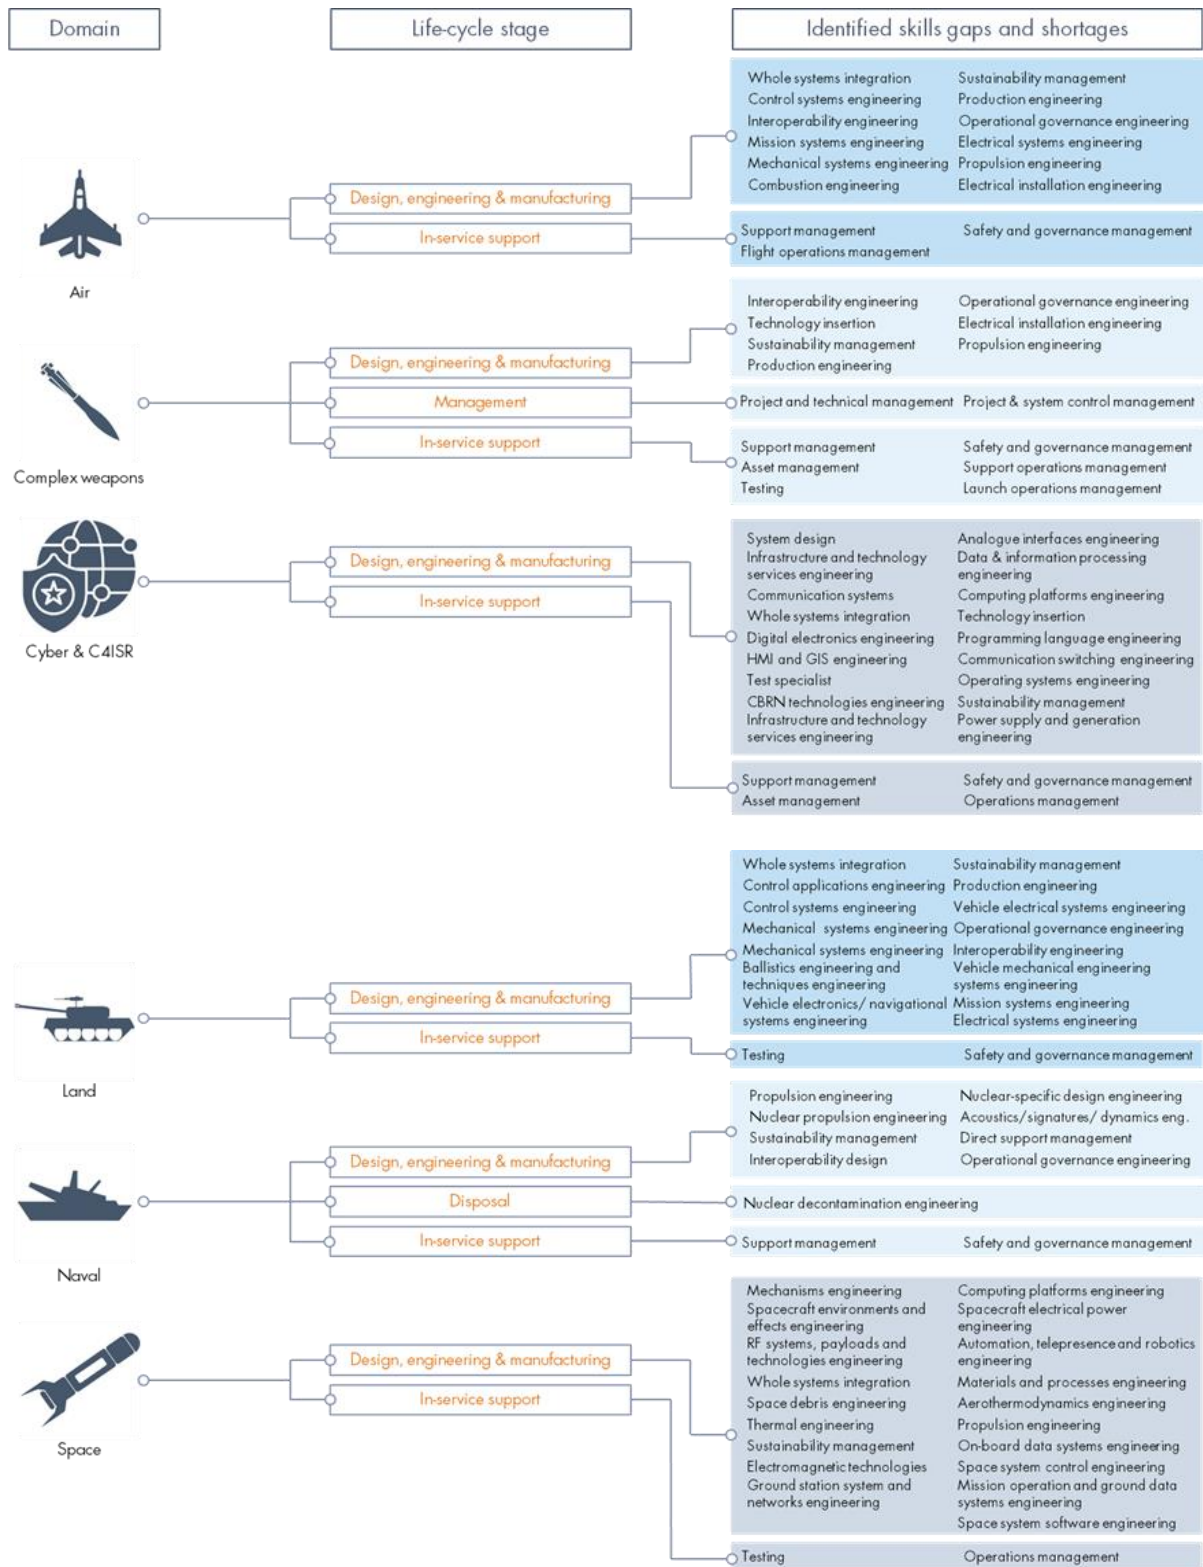 Domain
Life-cycle stage
Identified skills gaps and shortages
Air
Design, engineering & manufacturing
In-service support
Whole systems integration
Control systems engineering
Interoperability engineering
Mission systems engineering
Mechanical systems engineering
Combustion engineering
Sustainability management
Production engineering
Operational governance engineering
Electrical systems engineering
Propulsion engineering
Electrical installation engineering
Support management
Flight operations management
Safety and governance management
Complex weapons
Design, engineering & manufacturing
Management
In-service support
Interoperability engineering
Technology insertion
Sustainability management
Production engineering
Operational governance engineering
Electrical installation engineering
Propulsion engineering
Project and technical management
Project & system control management
Support management
Asset management
Testing
Safety and governance management
Support operations management
Launch operations management
Cyber & C4ISR
Design, engineering & manufacturing
In-service support
System design
Infrastructure and technology
services engineering
Communication systems
Whole systems integration
Digital electronics engineering
HMI and GIS engineering
Test specialist
CBRN technologies engineering
Infrastructure and technology
services engineering
Analogue interfaces engineering
Data & information processing
engineering
Computing platforms engineering
Technology insertion
Programming language engineering
Communication switching engineering
Operating systems engineering
Sustainability management
Power supply and generation
engineering
Support management
Asset management
Safety and governance management
Operations management
Land
Design, engineering & manufacturing
In-service support
Whole systems integration
Control applications engineering
Control systems engineering
Mechanical systems engineering
Mechanical systems engineering
Ballistics engineering and
techniques engineering
Vehicle electronics/ navigational
systems engineering
Sustainability management
Production engineering
Vehicle electrical systems engineering
Operational governance engineering
Interoperability engineering
Vehicle mechanical engineering
systems engineering
Mission systems engineering
Electrical systems engineering
Testing
Safety and governance management
Naval
Design, engineering & manufacturing
Disposal
In-service support
Propulsion engineering
Nuclear propulsion engineering
Sustainability management
Interoperability design
Nuclear-specific design engineering
Acoustics/signatures/ dynamics eng.
Direct support management
Operational governance engineering
Nuclear decontamination engineering
Support management
Safety and governance management
Space
Design, engineering & manufacturing
In-service support
Mechanisms engineering
Spacecraft environments and
effects engineering
RF systems, payloads and
technologies engineering
Whole systems integration
Space debris engineering
Thermal engineering
Sustainability management
Electromagnetic technologies
Ground station system and
networks engineering
Computing platforms engineering
Spacecraft electrical power
engineering
Automation, telepresence and robotics
engineering
Materials and processes engineering
Aerothermodynamics engineering
Propulsion engineering
On-board data systems engineering
Space system control engineering
Mission operation and ground data
systems engineering
Space system software engineering
Testing
Operations management